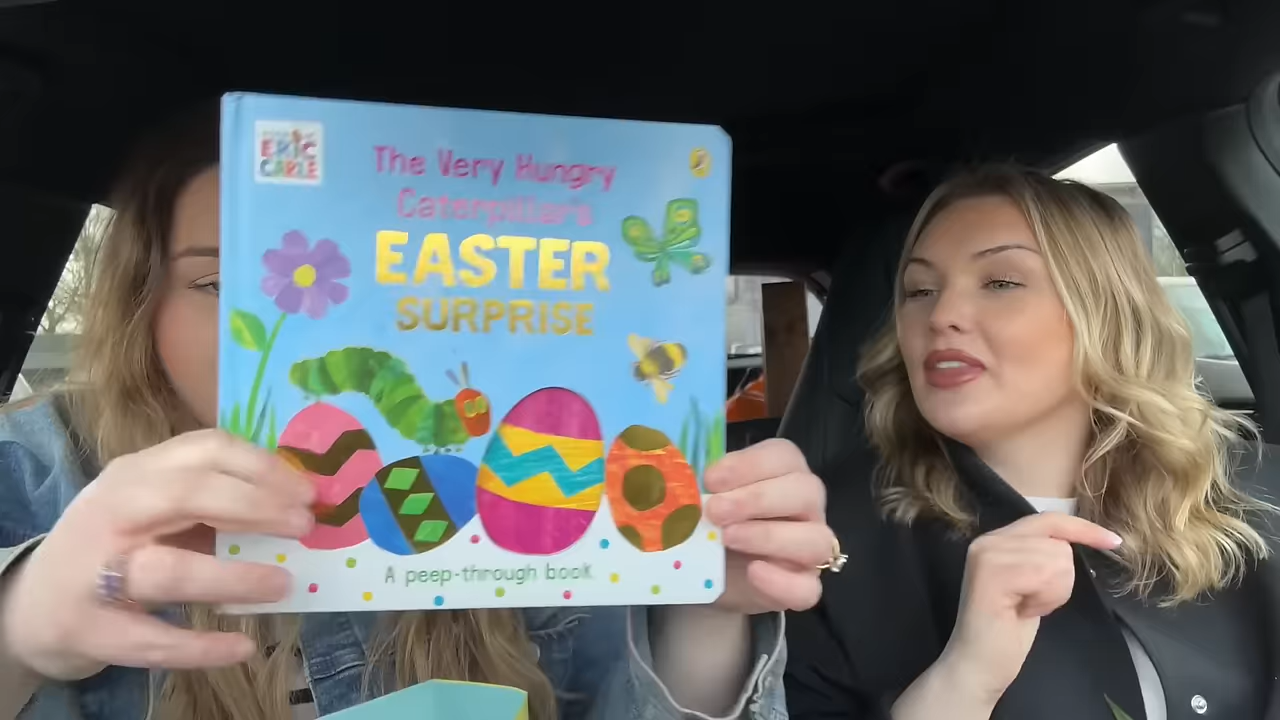 ERIC
CARLE
The Very Hungry
Caterpillar's
EASTER
SURPRISE
A peep-through book